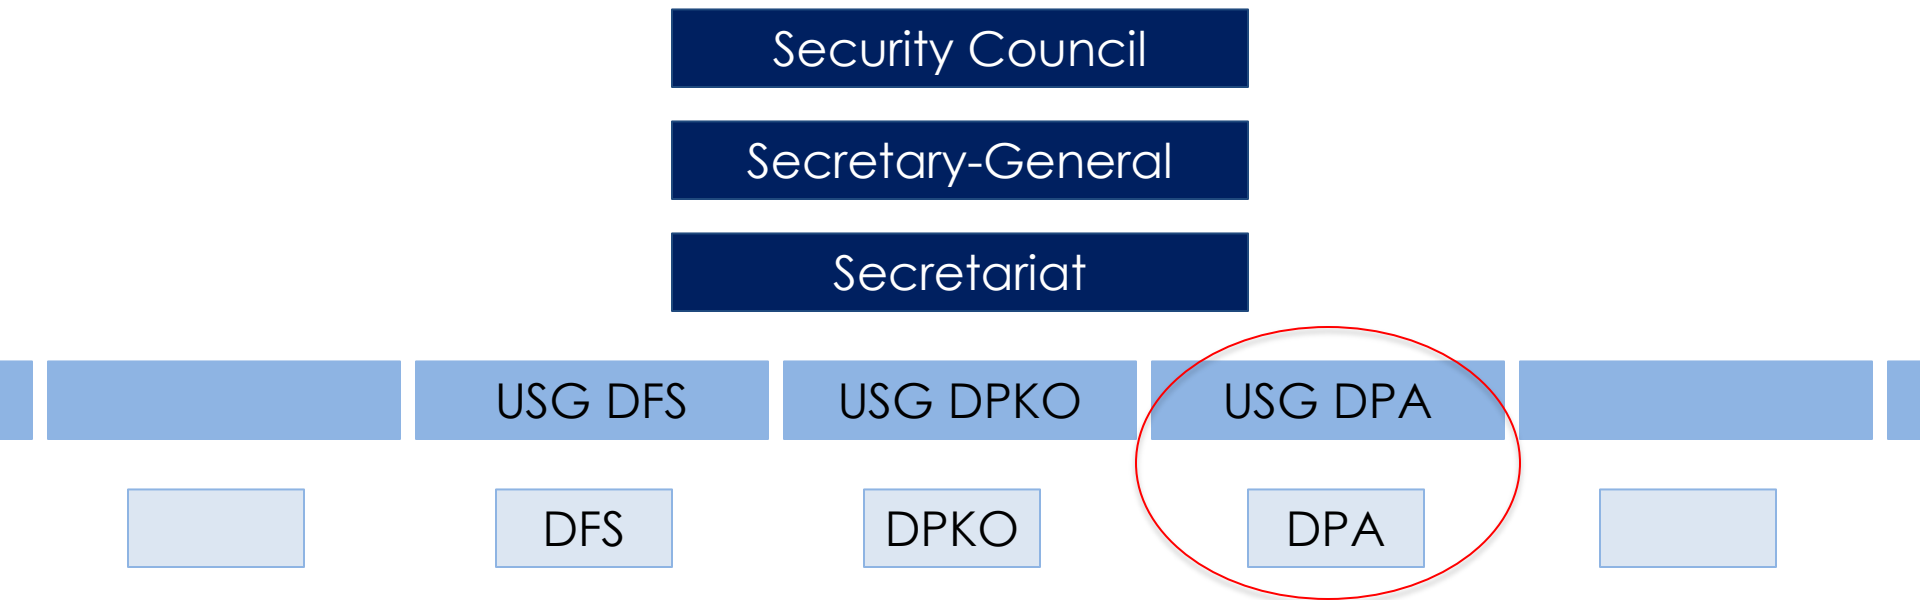 Security Council
Secretary-General
Secretariat
USG DFS
USG DPKO
USG DPA
DFS
DPKO
DPA